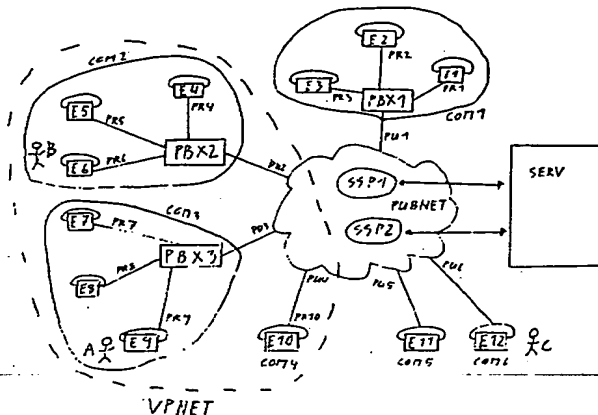 COM2
E4
PR4
E5
PR5
B
PR6
E6
PBX2
PU2
E2
PR2
E3
PR3
E1
PR1
PBX1
COM1
PU1
SSP1
PUBNET
SSP2
SERV
COM3
E7
PR7
PBX3
PU3
E8
PR8
PR9
A
E9
PU4
PR10
E10
COM4
PU5
E11
COM5
PU6
E12
C
COM6
VPNET